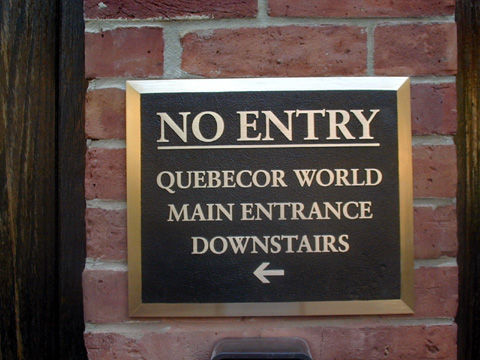 NO ENTRY
QUEBECOR WORLD
MAIN ENTRANCE
DOWNSTAIRS
←